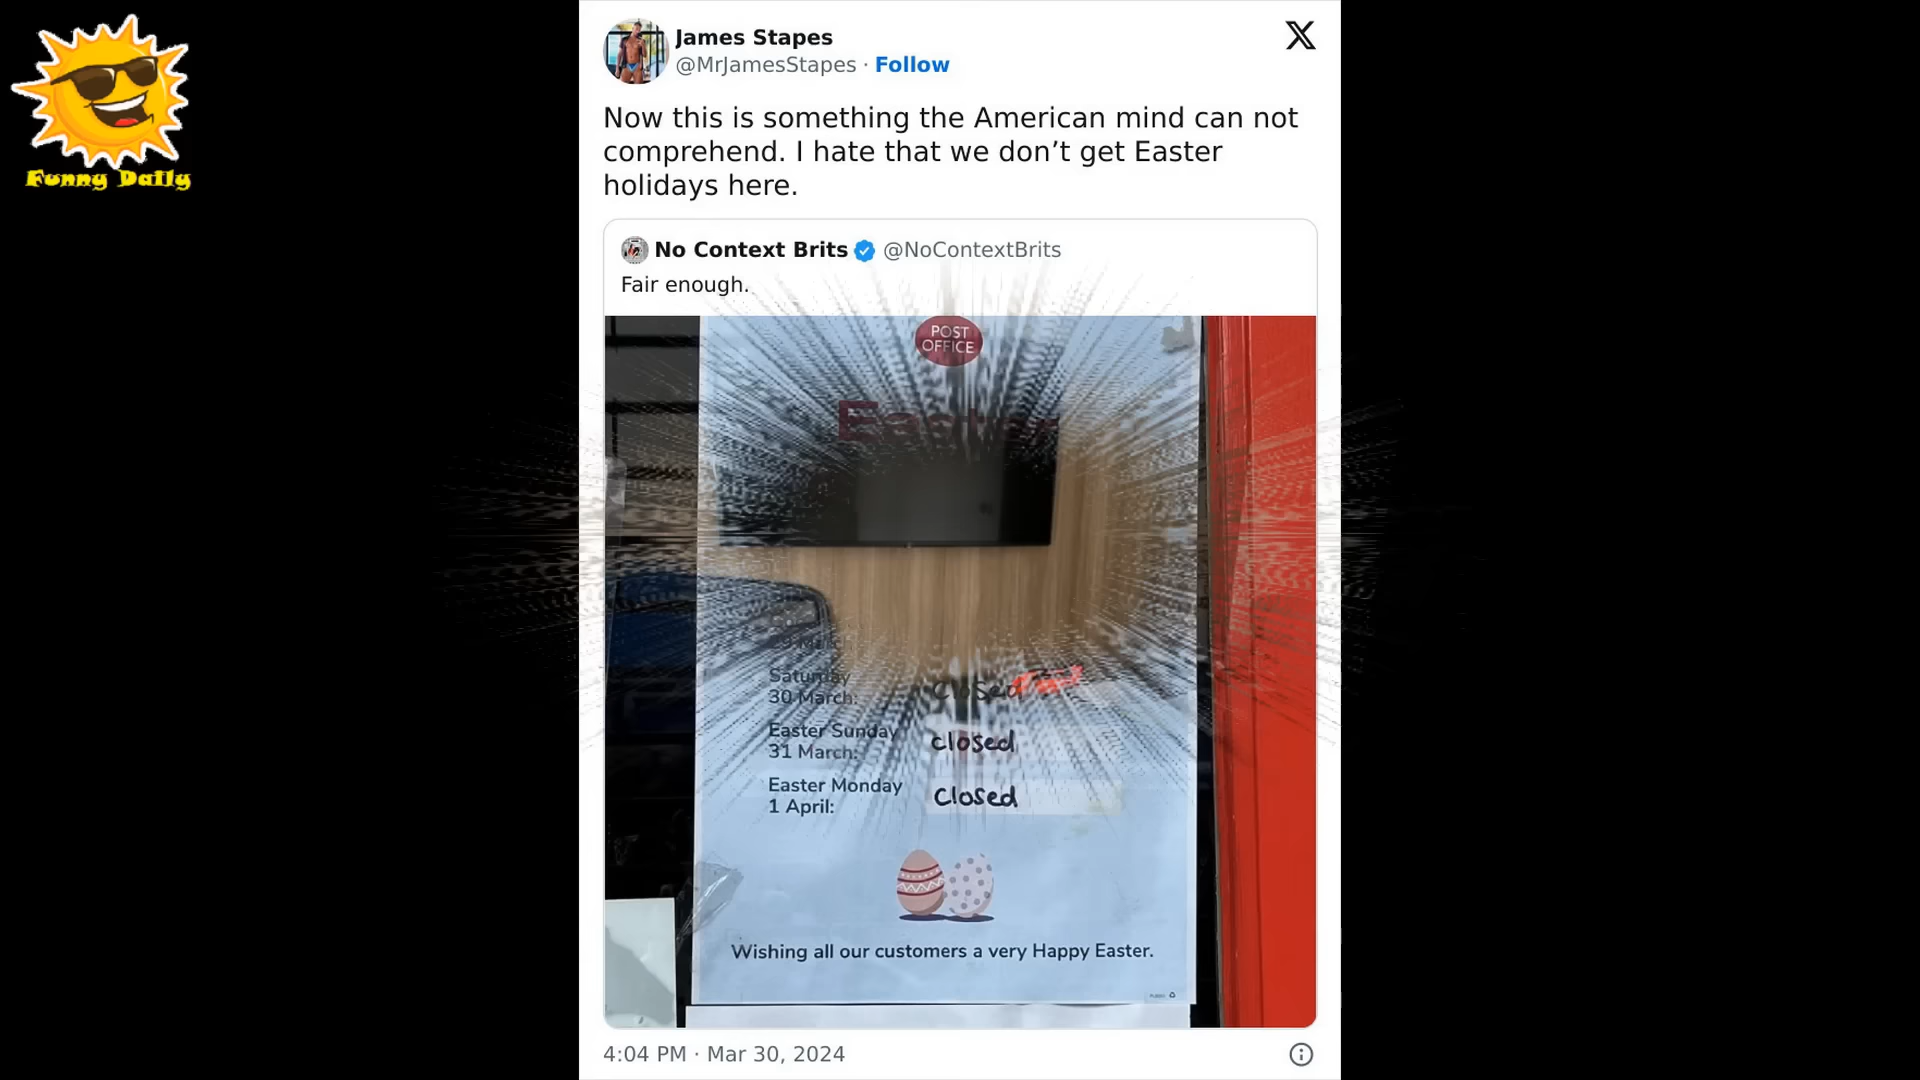 Funny Daily
James Stapes
@MrJamesStapes · Follow
Now this is something the American mind can not
comprehend. I hate that we don’t get Easter
holidays here.
No Context Brits @NoContextBrits
Fair enough.
POST
OFFICE
Easter
Saturday
30 March:
closed
Easter Sunday
31 March:
closed
Easter Monday
1 April:
closed
Wishing all our customers a very Happy Easter.
4:04 PM · Mar 30, 2024